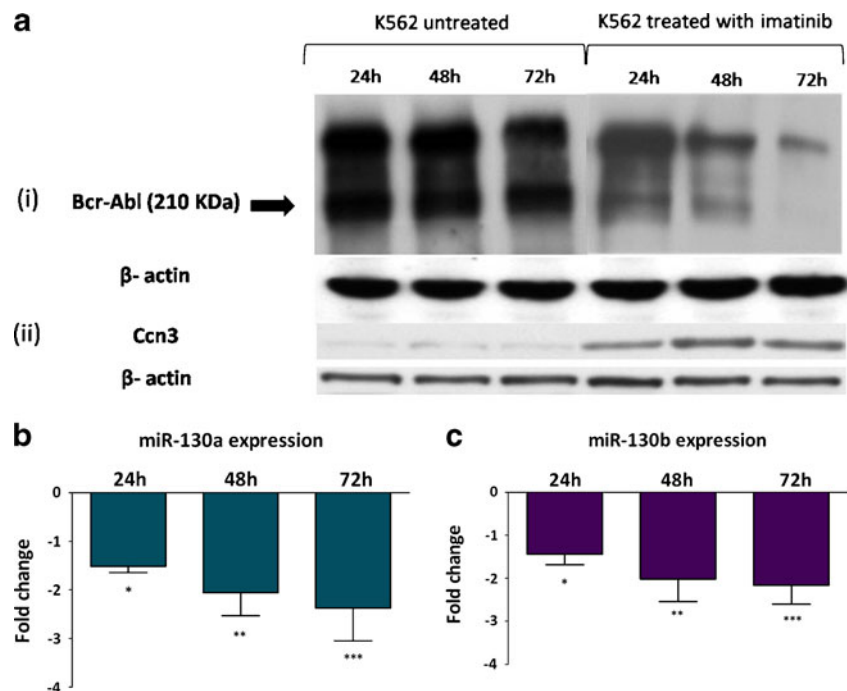 a
K562 untreated
K562 treated with imatinib
24h 48h 72h 24h 48h 72h
(i) Bcr-Abl (210 KDa)
β- actin
(ii) Ccn3
β- actin
b
miR-130a expression
24h 48h 72h
Fold change
0
-1
-2
-3
-4
* ** ***
c
miR-130b expression
24h 48h 72h
Fold change
0
-1
-2
-3
-4
* ** ***